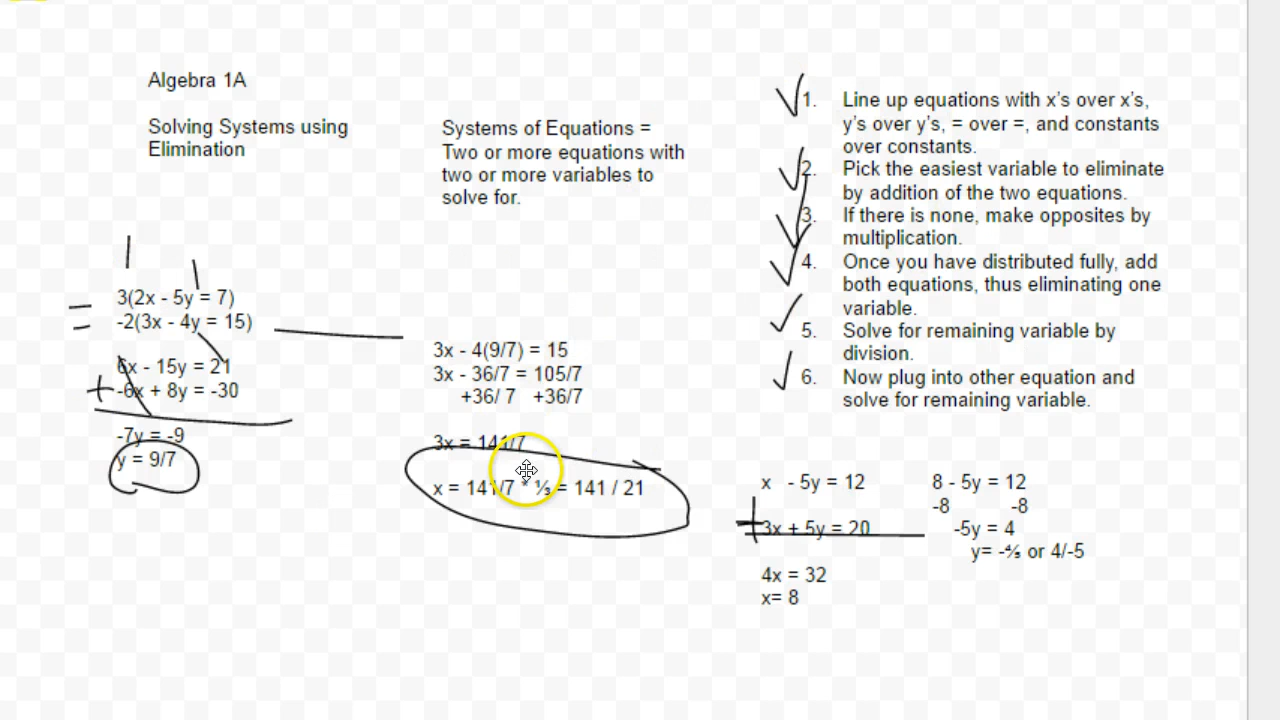 Algebra 1A
Solving Systems using
Elimination
Systems of Equations =
Two or more equations with
two or more variables to
solve for.
3(2x - 5y = 7)
-2(3x - 4y = 15)
6x - 15y = 21
-6x + 8y = -30
-7y = -9
y = 9/7
3x - 4(9/7) = 15
3x - 36/7 = 105/7
+36/ 7 +36/7
3x = 141/7
x = 141/7 * ⅓ = 141 / 21
1. Line up equations with x's over x's,
y's over y's, = over =, and constants
over constants.
2. Pick the easiest variable to eliminate
by addition of the two equations.
3. If there is none, make opposites by
multiplication.
4. Once you have distributed fully, add
both equations, thus eliminating one
variable.
5. Solve for remaining variable by
division.
6. Now plug into other equation and
solve for remaining variable.
x - 5y = 12
+3x + 5y = 20
4x = 32
x= 8
8 - 5y = 12
-8 -8
-5y = 4
y= -⅘ or 4/-5